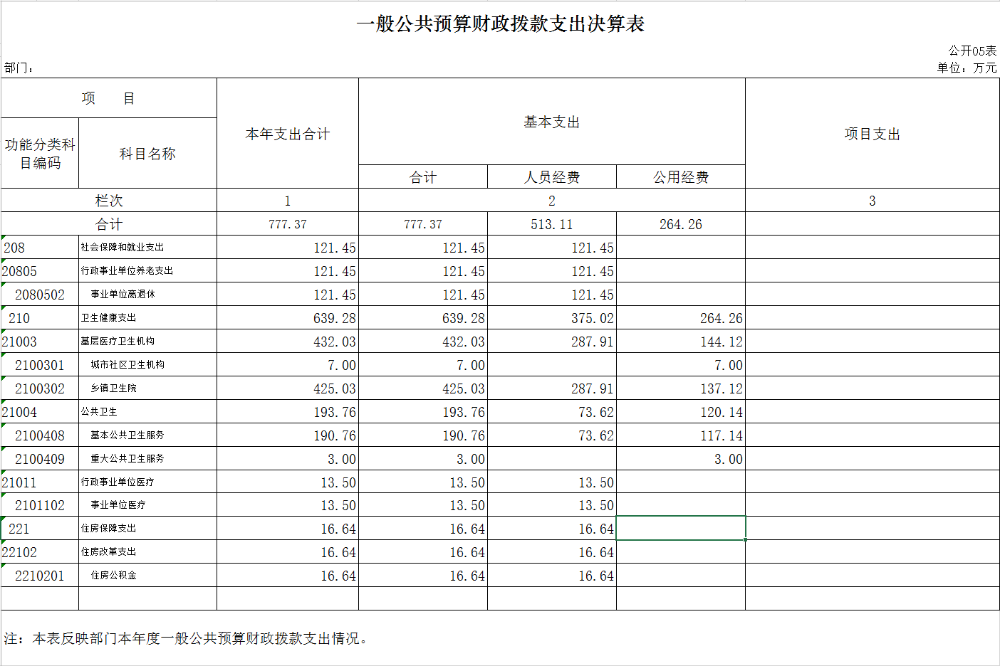 一般公共预算财政拨款支出决算表
公开05表
部门： 单位：万元
项 目 本年支出合计 基本支出 项目支出
功能分类科目编码 科目名称
合计 人员经费 公用经费
栏次 1 2 3
合计 777.37 777.37 513.11 264.26
208 社会保障和就业支出 121.45 121.45 121.45
20805 行政事业单位养老支出 121.45 121.45 121.45
2080502 事业单位离退休 121.45 121.45 121.45
210 卫生健康支出 639.28 639.28 375.02 264.26
21003 基层医疗卫生机构 432.03 432.03 287.91 144.12
2100301 城市社区卫生机构 7.00 7.00 7.00
2100302 乡镇卫生院 425.03 425.03 287.91 137.12
21004 公共卫生 193.76 193.76 73.62 120.14
2100408 基本公共卫生服务 190.76 190.76 73.62 117.14
2100409 重大公共卫生服务 3.00 3.00 3.00
21011 行政事业单位医疗 13.50 13.50 13.50
2101102 事业单位医疗 13.50 13.50 13.50
221 住房保障支出 16.64 16.64 16.64
22102 住房改革支出 16.64 16.64 16.64
2210201 住房公积金 16.64 16.64 16.64
注：本表反映部门本年度一般公共预算财政拨款支出情况。